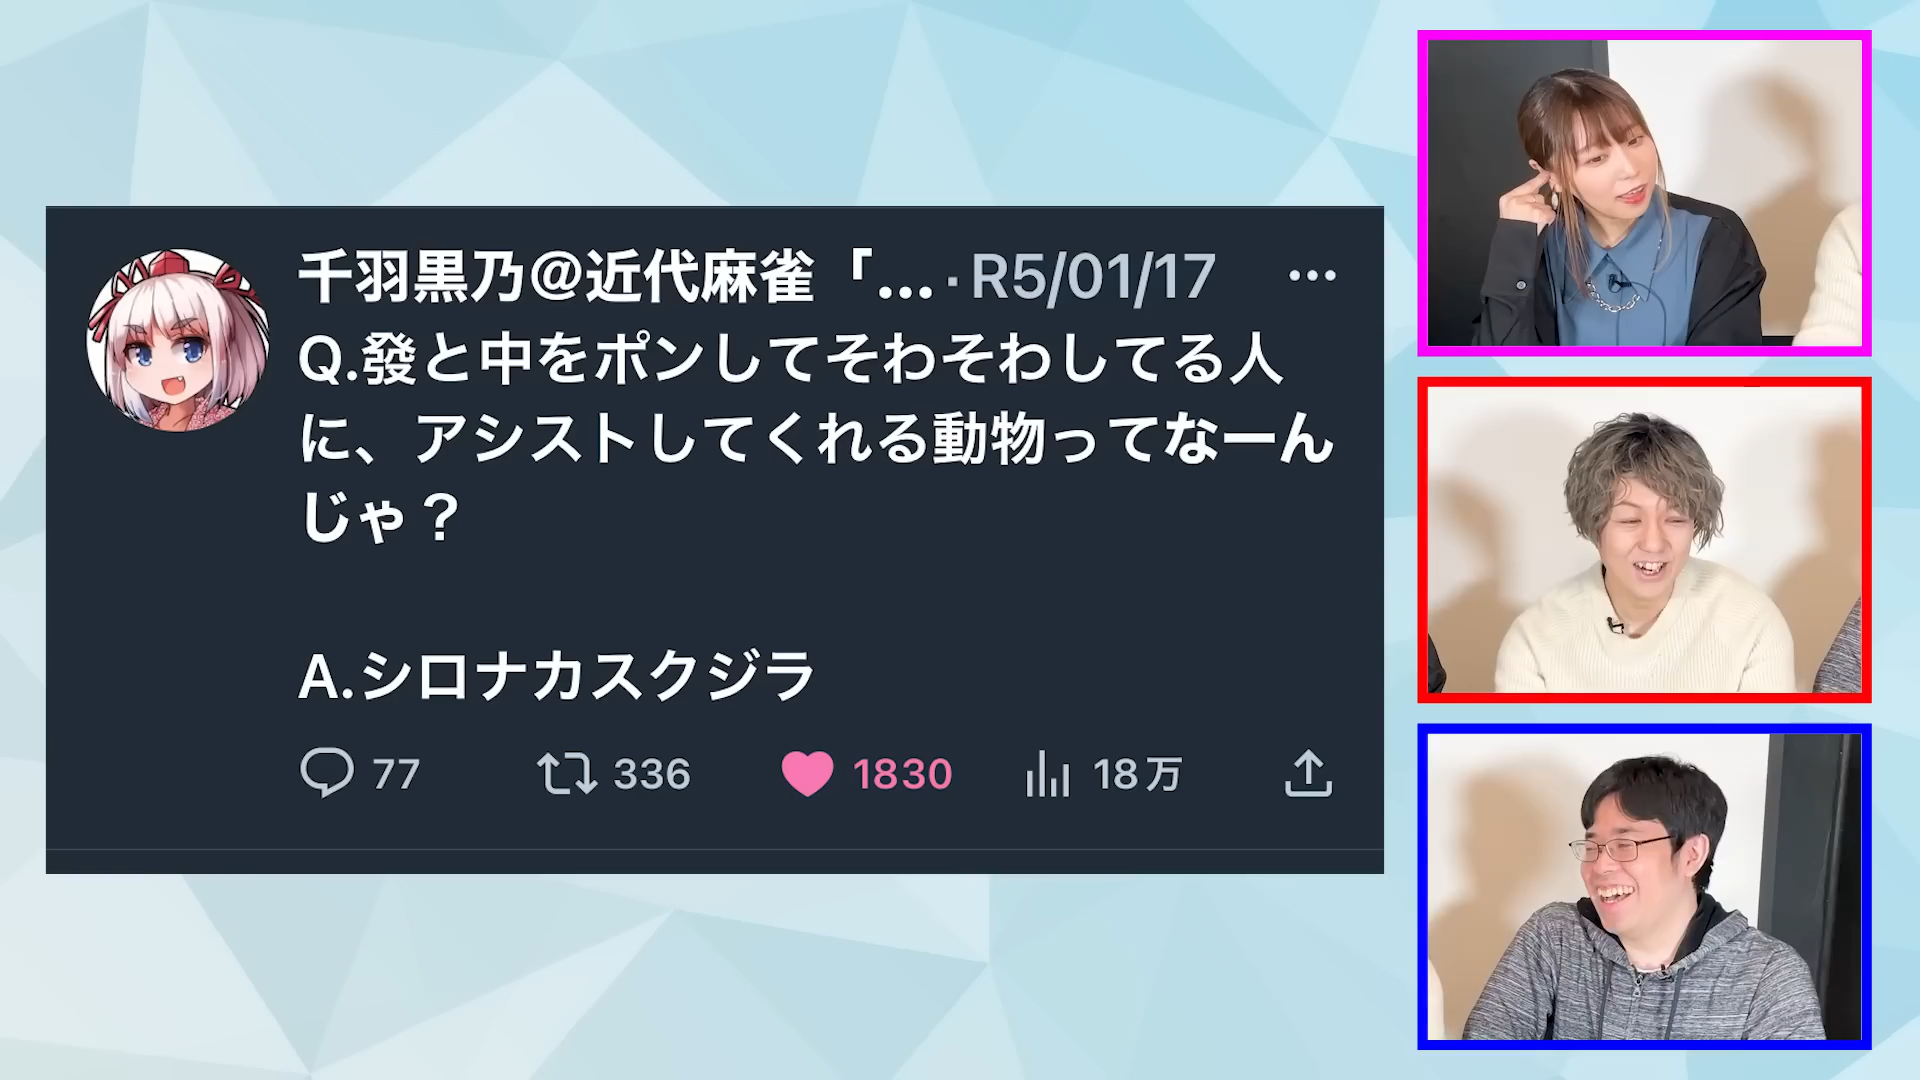 千羽黒乃@近代麻雀「... · R5/01/17 ...
Q.發と中をポンしてそわそわしてる人
に、アシストしてくれる動物ってなーん
じゃ？
A.シロナカスクジラ
77 336 1830 18万